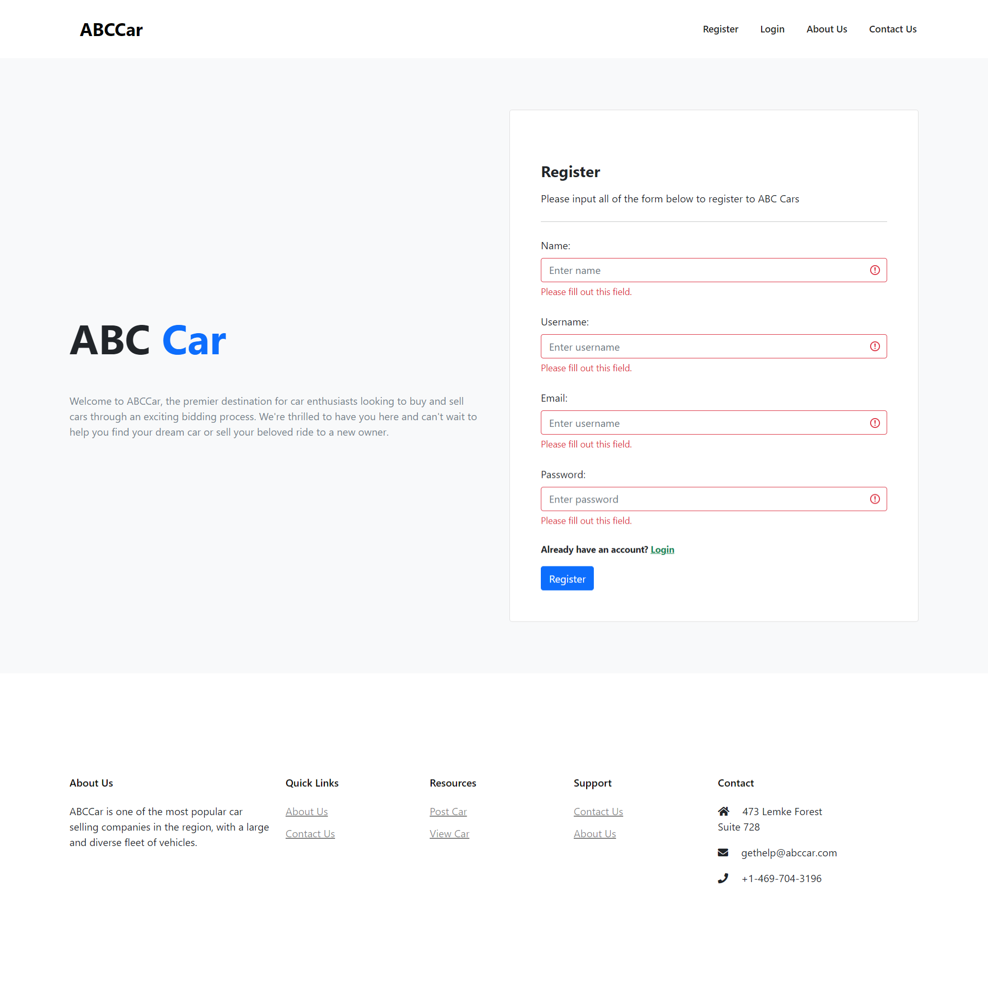 ABCCar
Register
Login
About Us
Contact Us
ABC Car
Welcome to ABCCar, the premier destination for car enthusiasts looking to buy and sell
cars through an exciting bidding process. We're thrilled to have you here and can't wait to
help you find your dream car or sell your beloved ride to a new owner.
Register
Please input all of the form below to register to ABC Cars
Name:
Enter name
Please fill out this field.
Username:
Enter username
Please fill out this field.
Email:
Enter username
Please fill out this field.
Password:
Enter password
Please fill out this field.
Already have an account? Login
Register
About Us
ABCCar is one of the most popular car
selling companies in the region, with a large
and diverse fleet of vehicles.
Quick Links
About Us
Contact Us
Resources
Post Car
View Car
Support
Contact Us
About Us
Contact
473 Lemke Forest
Suite 728
gethelp@abccar.com
+1-469-704-3196